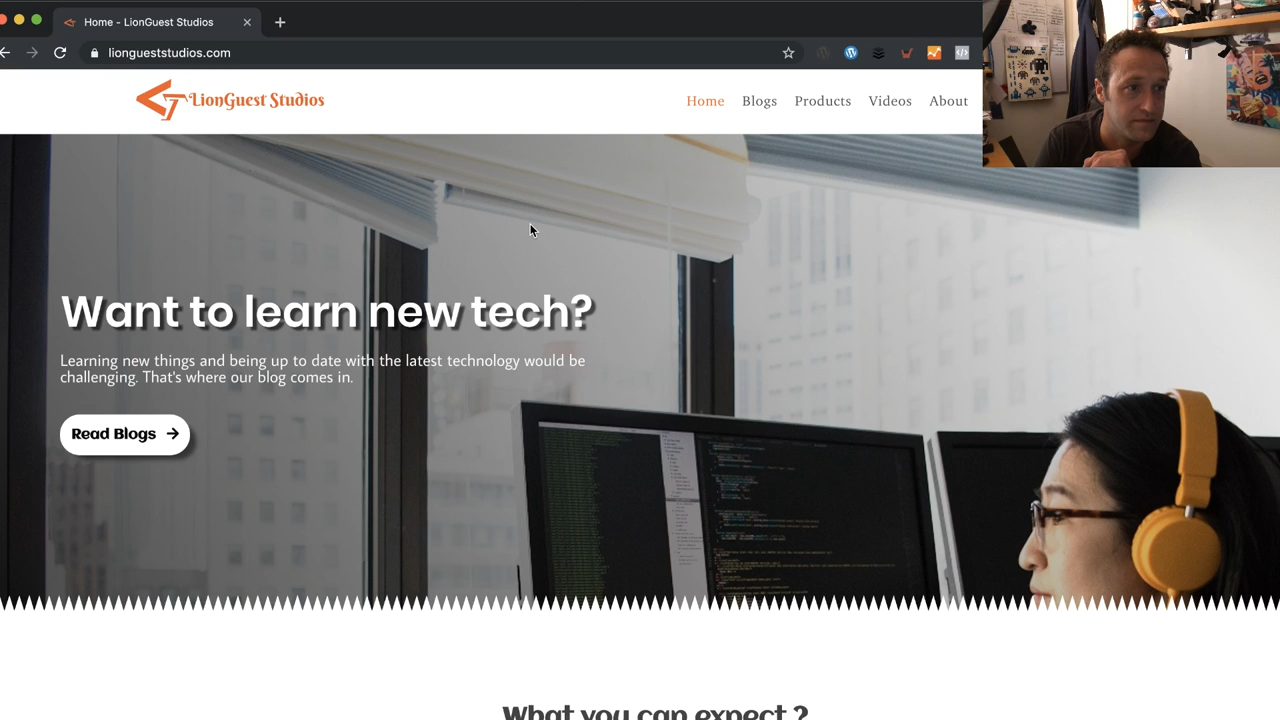 Home - LionGuest Studios
liongueststudios.com
LionGuest Studios
Home Blogs Products Videos About
Want to learn new tech?
Learning new things and being up to date with the latest technology would be
challenging. That's where our blog comes in.
Read Blogs
What you can expect ?